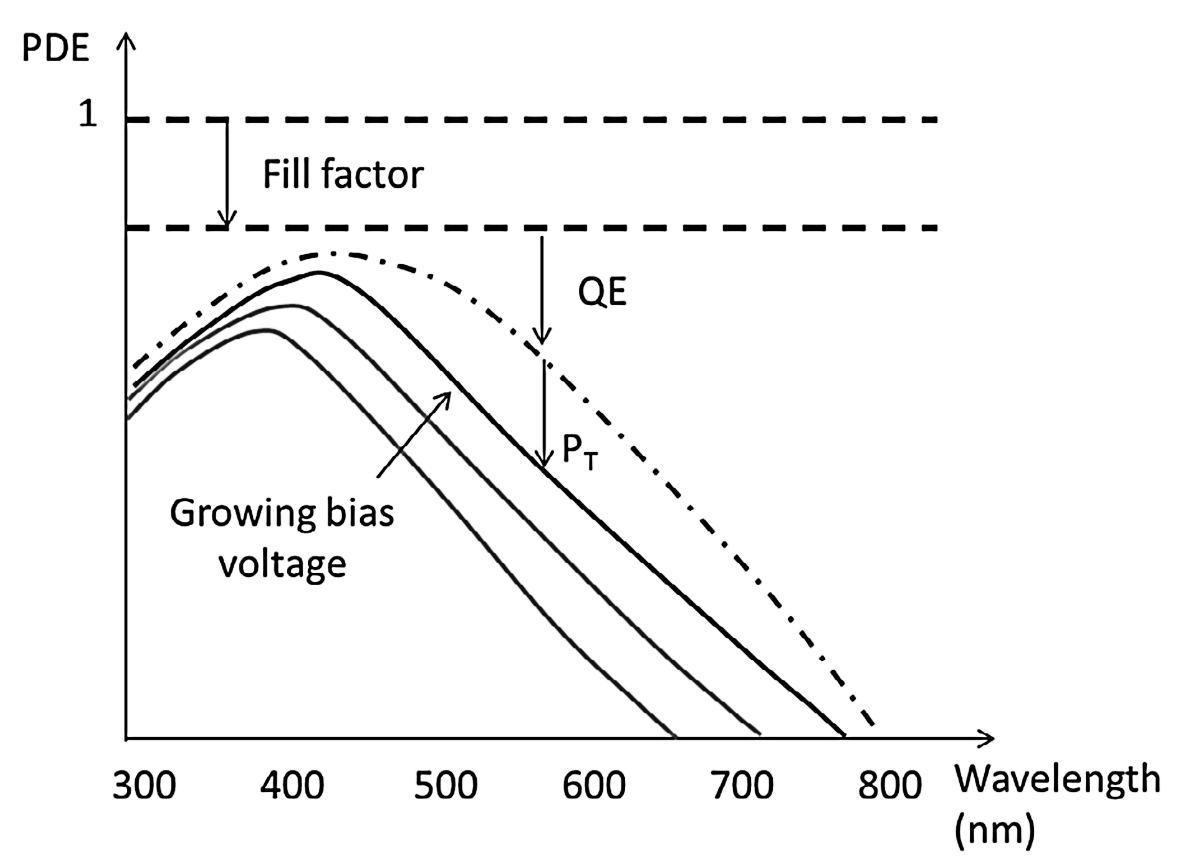 PDE
1
Fill factor
QE
P_T
Growing bias
voltage
300 400 500 600 700 800
Wavelength
(nm)